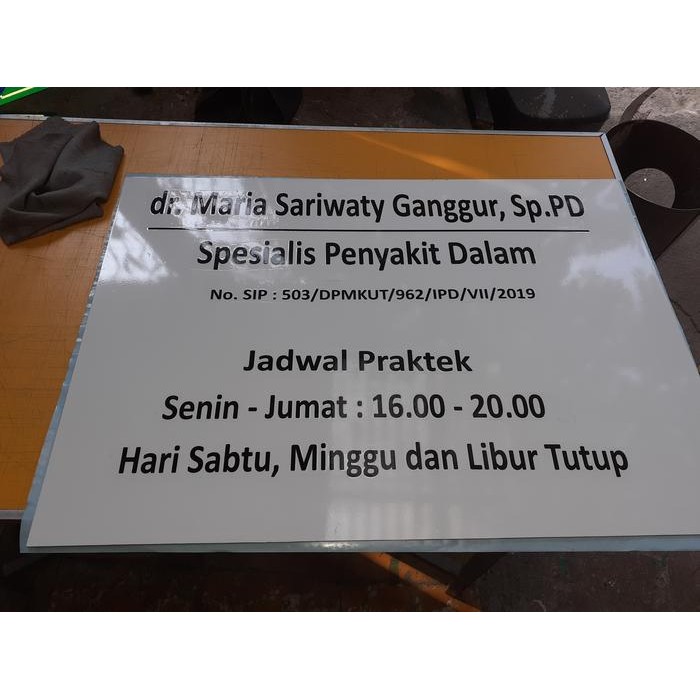 dr. Maria Sariwaty Ganggur, Sp.PD
Spesialis Penyakit Dalam
No. SIP : 503/DPMKUT/962/IPD/VII/2019
Jadwal Praktek
Senin - Jumat : 16.00 - 20.00
Hari Sabtu, Minggu dan Libur Tutup